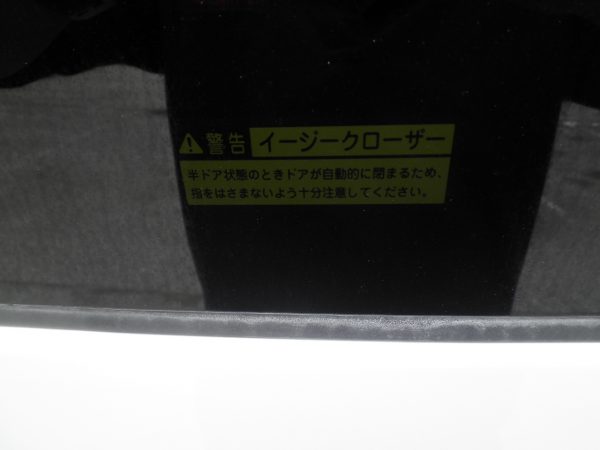 ⚠ 警告 イージークローザー
半ドア状態のときドアが自動的に閉まるため、
指をはさまないよう十分注意してください。